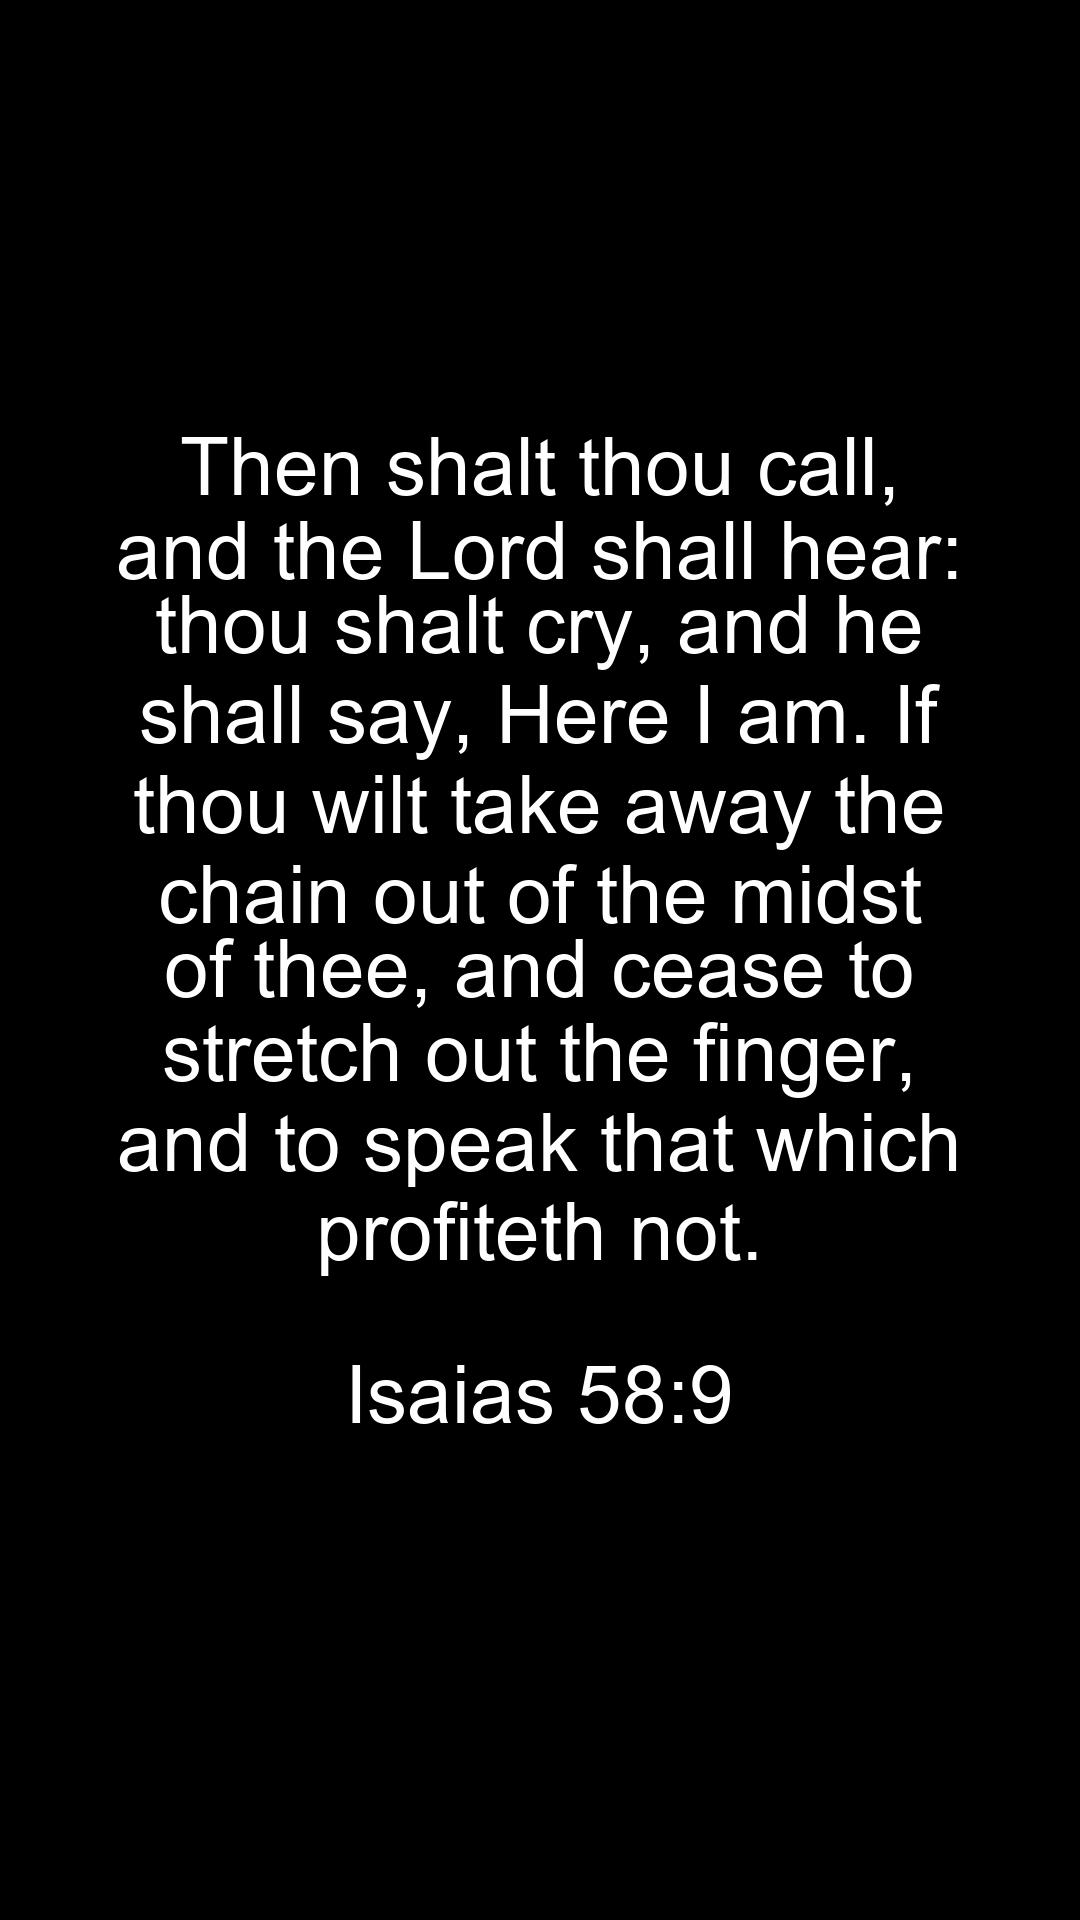 Then shalt thou call,
and the Lord shall hear:
thou shalt cry, and he
shall say, Here I am. If
thou wilt take away the
chain out of the midst
of thee, and cease to
stretch out the finger,
and to speak that which
profiteth not.
Isaias 58:9